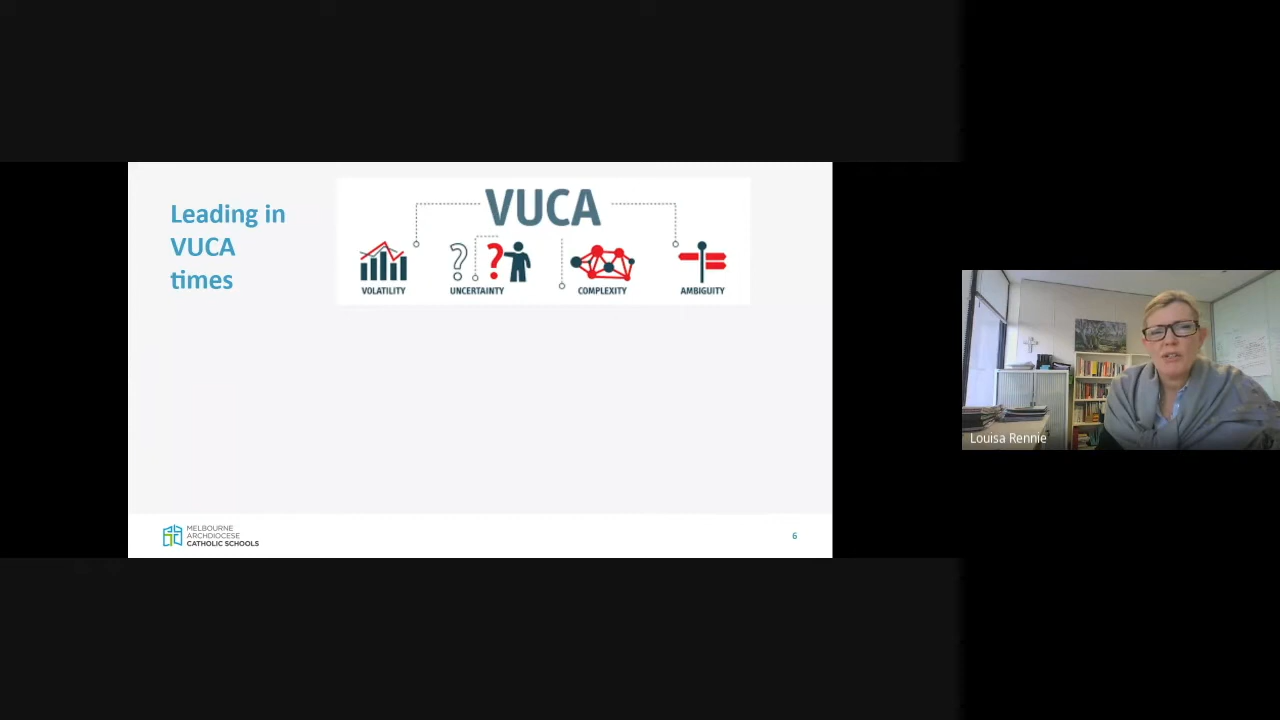 Leading in
VUCA
times
VUCA
VOLATILITY
UNCERTAINTY
COMPLEXITY
AMBIGUITY
MELBOURNE
ARCHDIOCESE
CATHOLIC SCHOOLS
6
Louisa Rennie